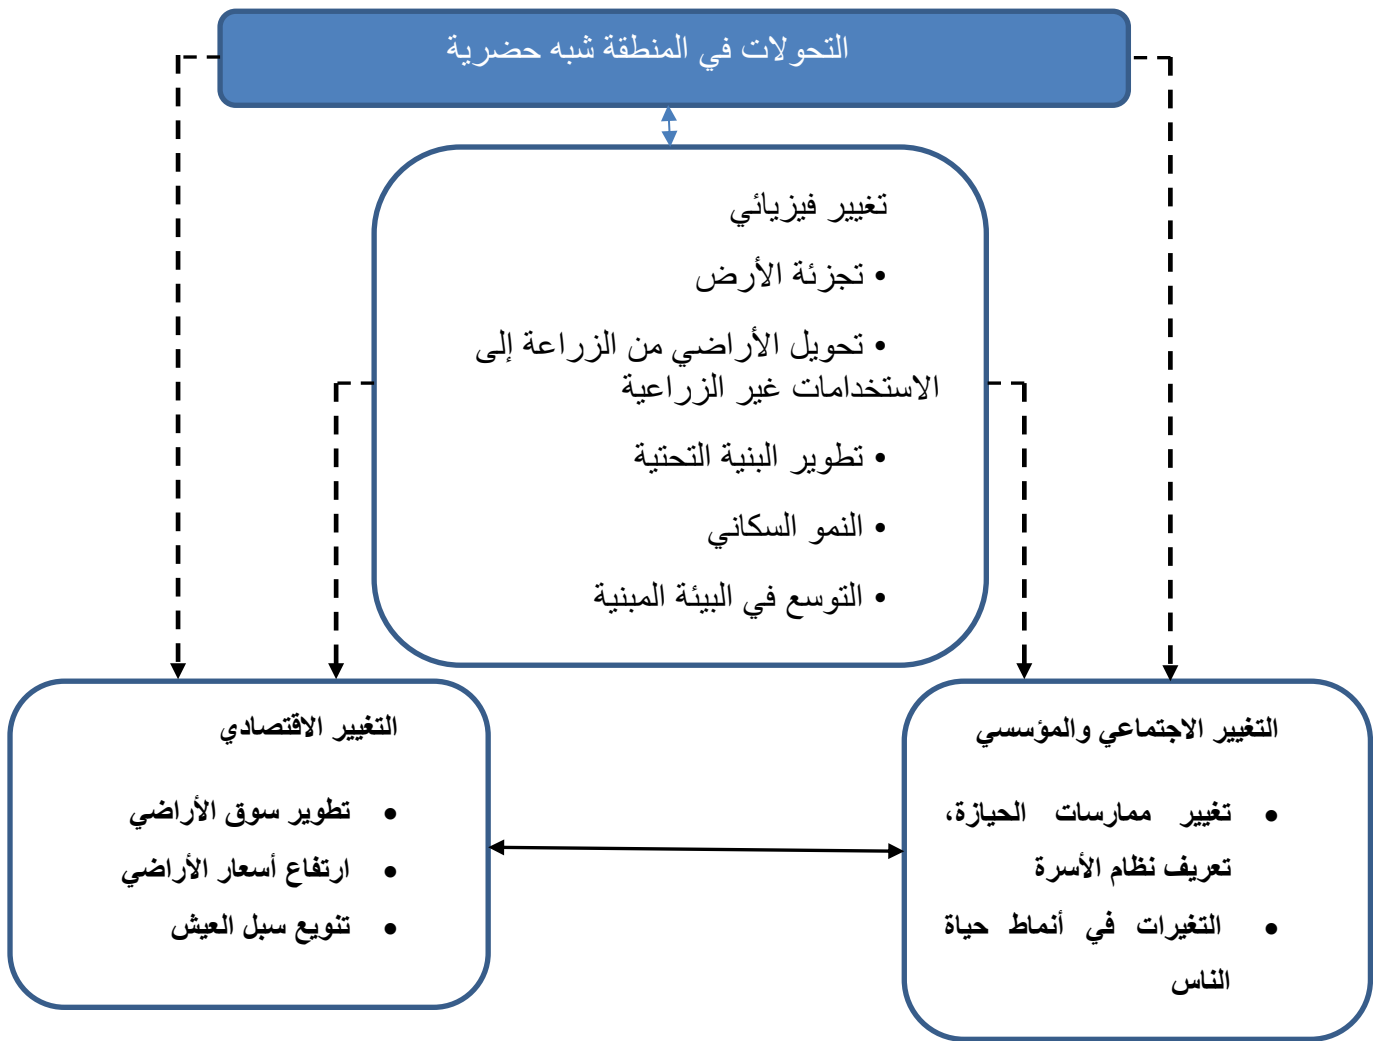 التحولات في المنطقة شبه حضرية
تغيير فيزيائي
• تجزئة الأرض
• تحويل الأراضي من الزراعة إلى
الاستخدامات غير الزراعية
• تطوير البنية التحتية
• النمو السكاني
• التوسع في البيئة المبنية
التغيير الاجتماعي والمؤسسي
• تغيير ممارسات الحيازة،
تعريف نظام الأسرة
• التغيرات في أنماط حياة
الناس
التغيير الاقتصادي
• تطوير سوق الأراضي
• ارتفاع أسعار الأراضي
• تنويع سبل العيش